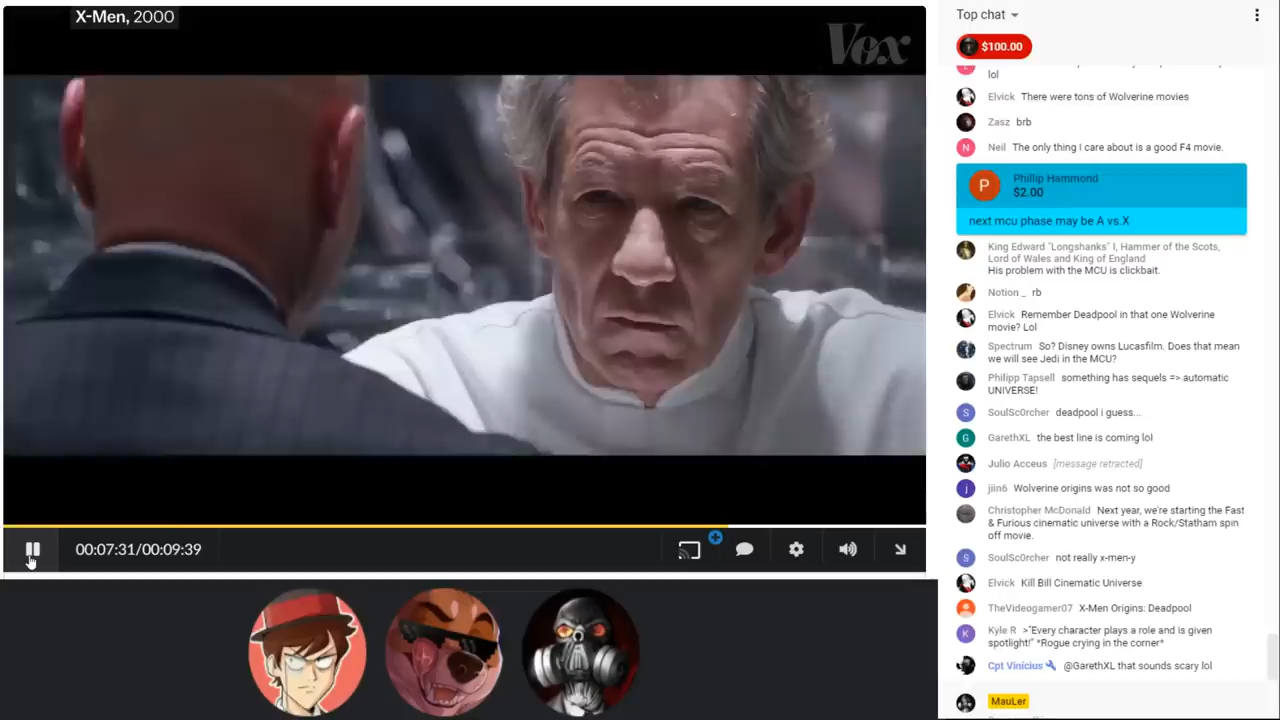 X-Men, 2000
Vox
00:07:31/00:09:39
Top chat
$100.00
lol
Elvick There were tons of Wolverine movies
Zasz brb
N Neil The only thing I care about is a good F4 movie.
P Phillip Hammond
$2.00
next mcu phase may be A vs.X
King Edward "Longshanks" I, Hammer of the Scots,
Lord of Wales and King of England
His problem with the MCU is clickbait.
Notion _ rb
Elvick Remember Deadpool in that one Wolverine
movie? Lol
Spectrum So? Disney owns Lucasfilm. Does that mean
we will see Jedi in the MCU?
Philipp Tapsell something has sequels => automatic
UNIVERSE!
S SoulSc0rcher deadpool i guess...
G GarethXL the best line is coming lol
Julio Acceus [message retracted]
j jiin6 Wolverine origins was not so good
Christopher McDonald Next year, we're starting the Fast
& Furious cinematic universe with a Rock/Statham spin
off movie.
S SoulSc0rcher not really x-men-y
Elvick Kill Bill Cinematic Universe
TheVideogamer07 X-Men Origins: Deadpool
K Kyle R >"Every character plays a role and is given
spotlight!" *Rogue crying in the corner*
Cpt Vinicius @GarethXL that sounds scary lol
MauLer